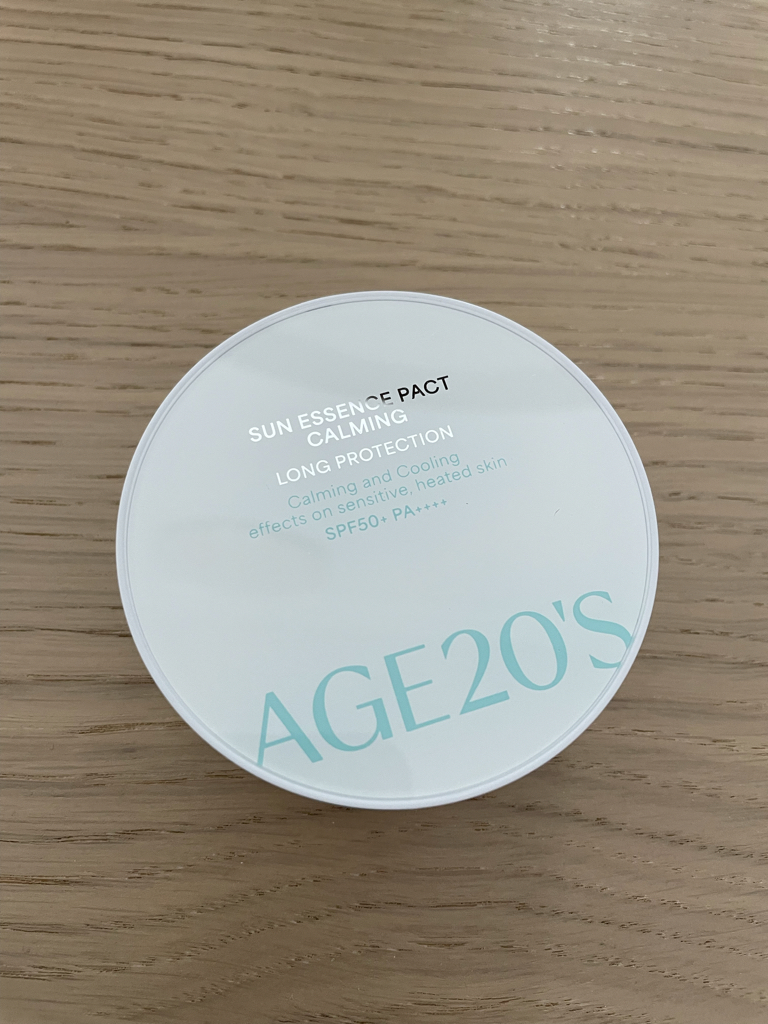 SUN ESSENCE PACT
CALMING
LONG PROTECTION
Calming and Cooling
effects on sensitive, heated skin
SPF50+ PA++++
AGE20'S